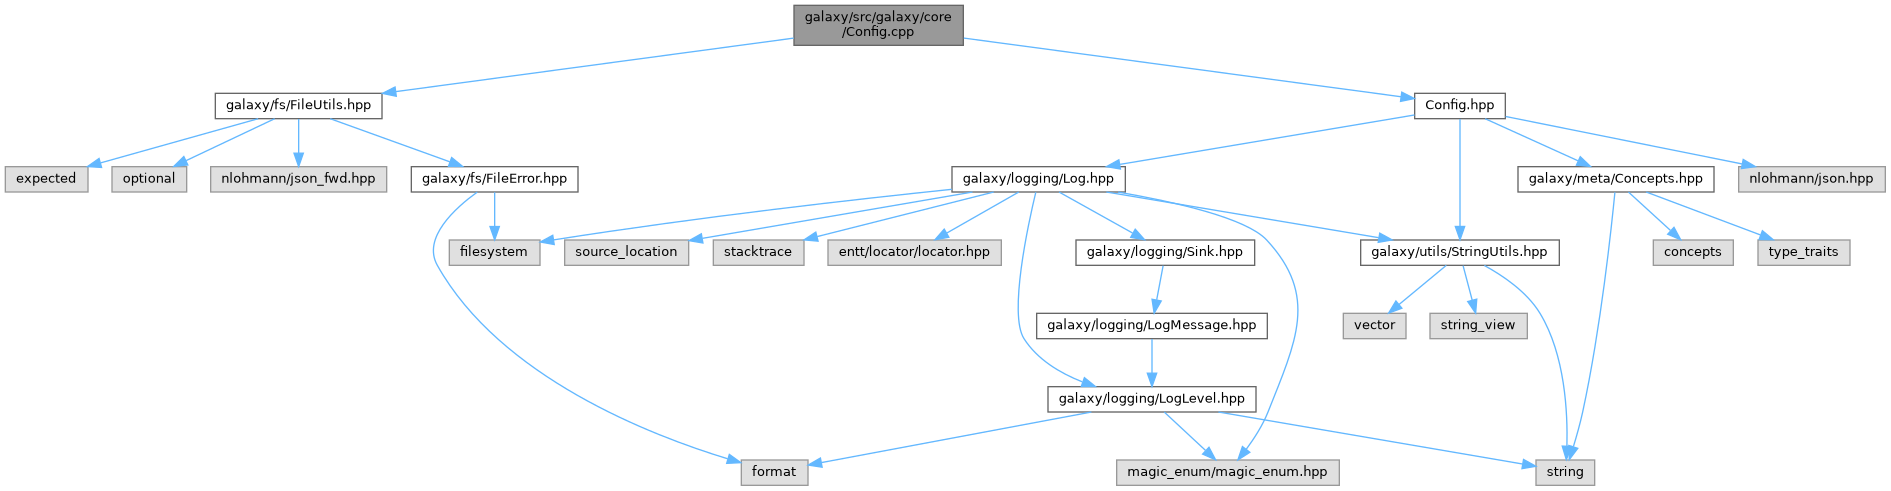 galaxy/src/galaxy/core
/Config.cpp
galaxy/fs/FileUtils.hpp
Config.hpp
expected
optional
nlohmann/json_fwd.hpp
galaxy/fs/FileError.hpp
galaxy/logging/Log.hpp
galaxy/meta/Concepts.hpp
nlohmann/json.hpp
filesystem
source_location
stacktrace
entt/locator/locator.hpp
galaxy/logging/Sink.hpp
galaxy/utils/StringUtils.hpp
concepts
type_traits
galaxy/logging/LogMessage.hpp
vector
string_view
galaxy/logging/LogLevel.hpp
format
magic_enum/magic_enum.hpp
string